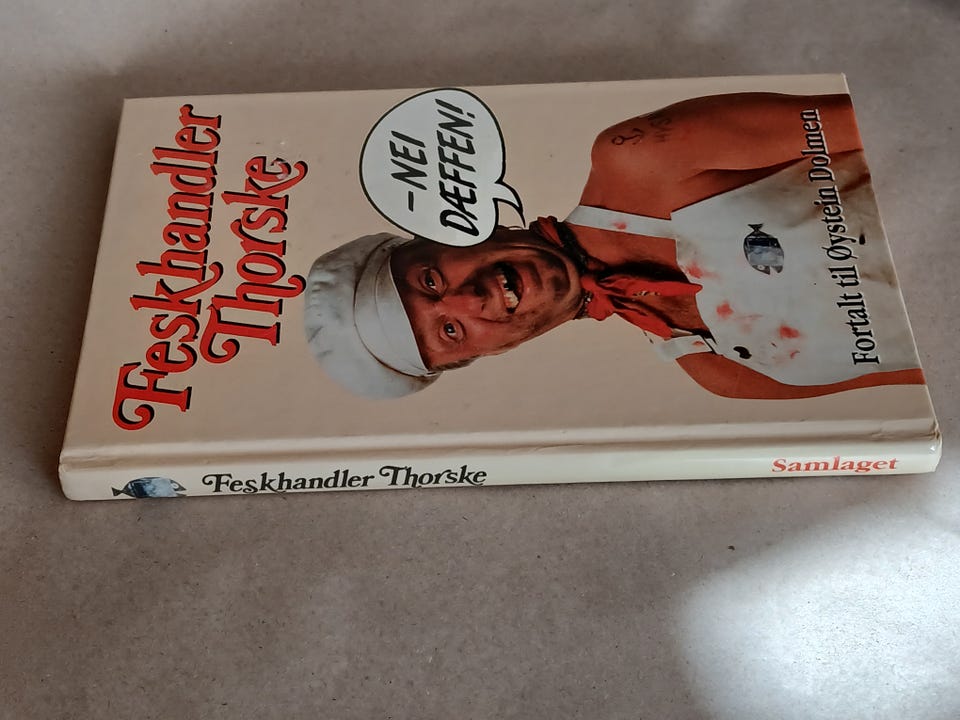 Feskhandler
Thorske
–NEI
DÆFFEN!
Fortalt til Øystein Dolmen
Feskhandler Thorske
Samlaget